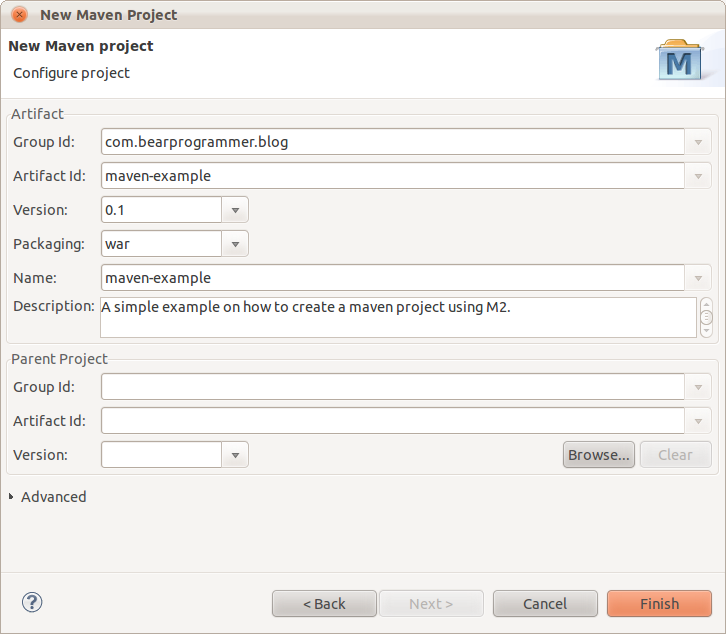 New Maven Project
New Maven project
Configure project
M
Artifact
Group Id: com.bearprogrammer.blog
Artifact Id: maven-example
Version: 0.1
Packaging: war
Name: maven-example
Description: A simple example on how to create a maven project using M2.
Parent Project
Group Id:
Artifact Id:
Version: Browse... Clear
Advanced
? < Back Next > Cancel Finish